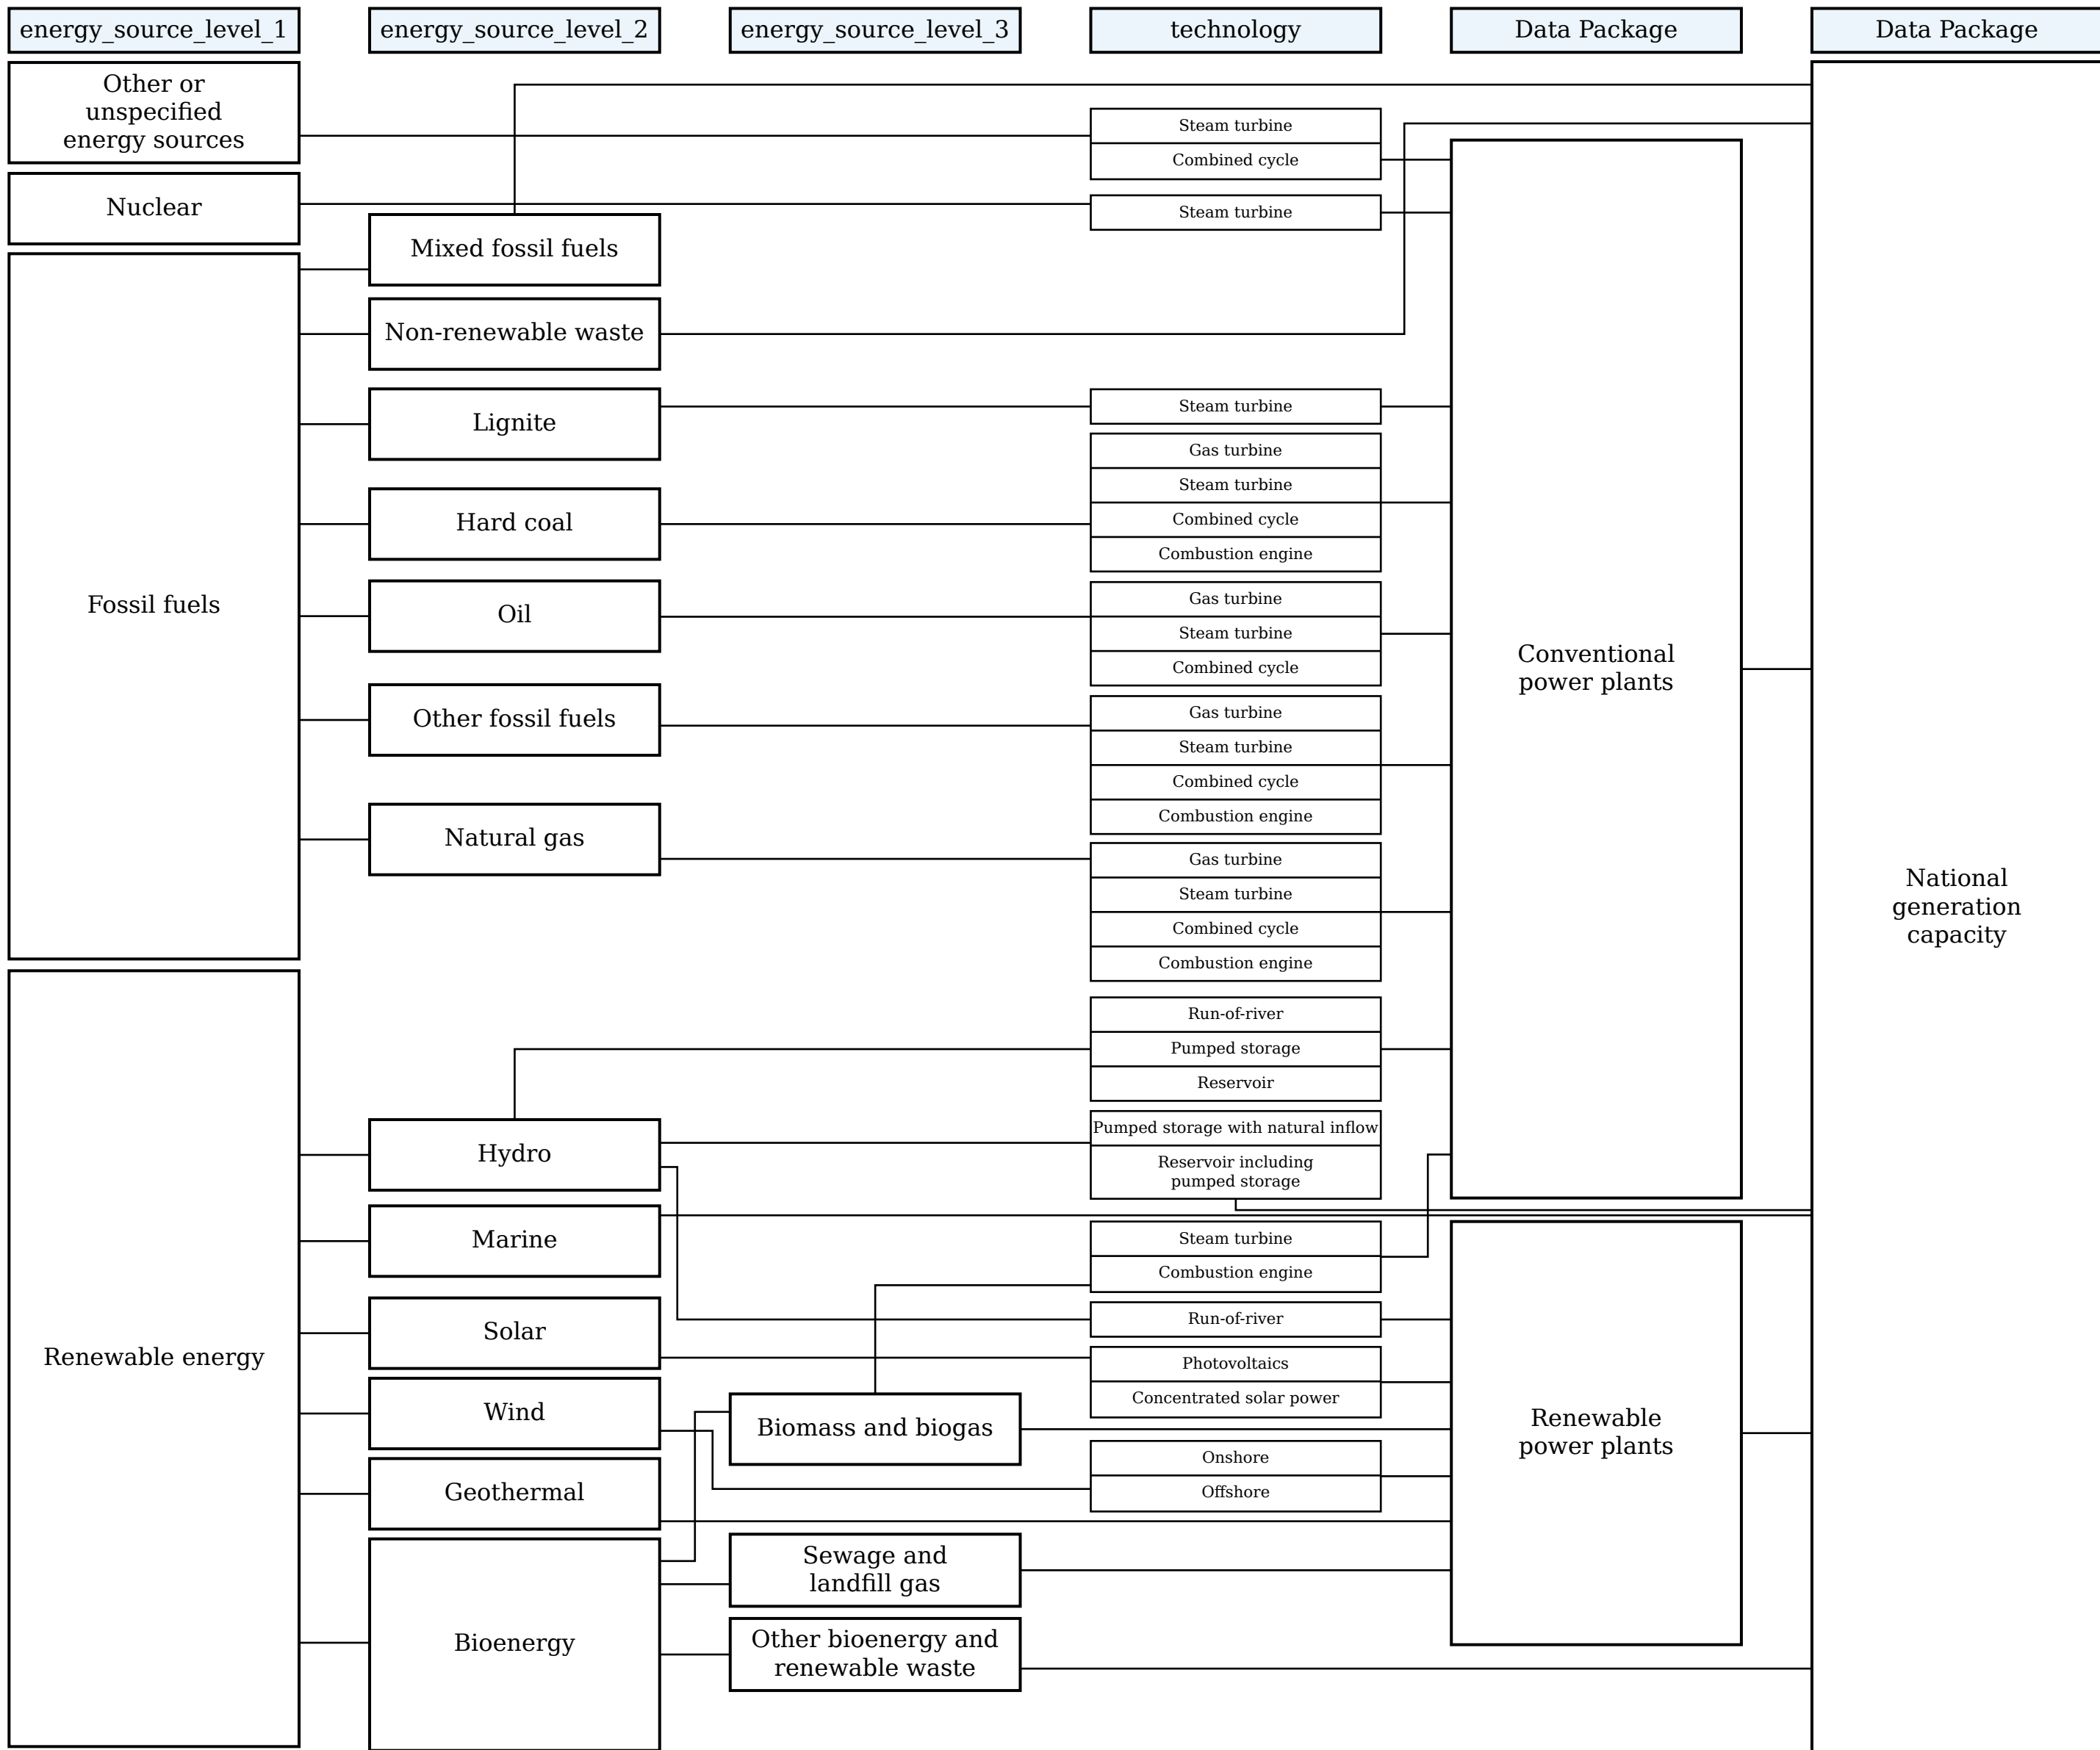 energy_source_level_1
energy_source_level_2
energy_source_level_3
technology
Data Package
Data Package
Other or
unspecified
energy sources
Nuclear
Fossil fuels
Renewable energy
Mixed fossil fuels
Non-renewable waste
Lignite
Hard coal
Oil
Other fossil fuels
Natural gas
Hydro
Marine
Solar
Wind
Geothermal
Bioenergy
Biomass and biogas
Sewage and
landfill gas
Other bioenergy and
renewable waste
Steam turbine
Combined cycle
Steam turbine
Steam turbine
Gas turbine
Steam turbine
Combined cycle
Combustion engine
Gas turbine
Steam turbine
Combined cycle
Gas turbine
Steam turbine
Combined cycle
Combustion engine
Gas turbine
Steam turbine
Combined cycle
Combustion engine
Run-of-river
Pumped storage
Reservoir
Pumped storage with natural inflow
Reservoir including
pumped storage
Steam turbine
Combustion engine
Run-of-river
Photovoltaics
Concentrated solar power
Onshore
Offshore
Conventional
power plants
Renewable
power plants
National
generation
capacity